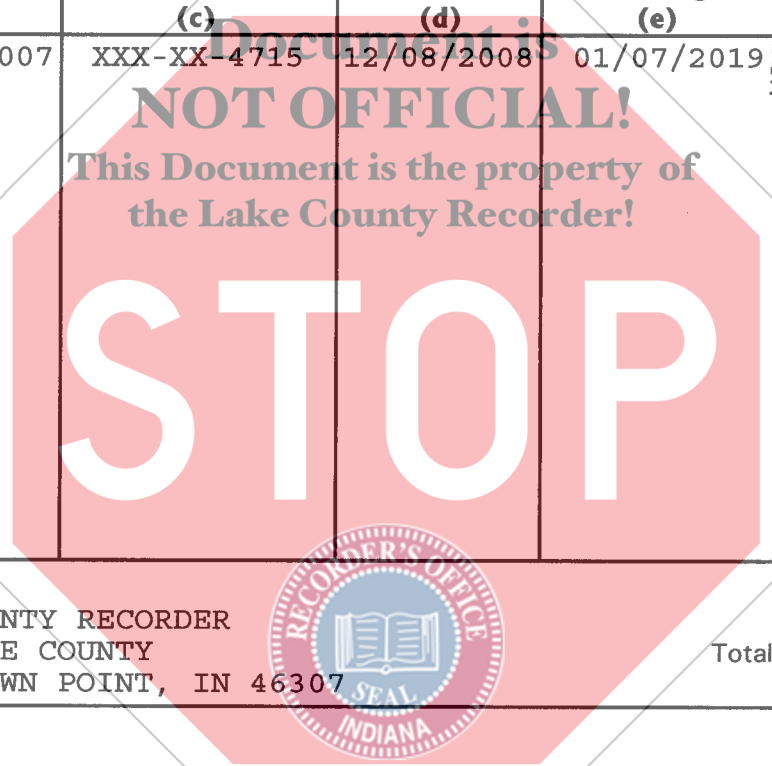 (c) (d) (e)
Document is
007 XXX-XX-4715 12/08/2008 01/07/2019
NOT OFFICIAL!
This Document is the property of
the Lake County Recorder!
STOP
RECORDER'S OFFICE
NTY RECORDER
E COUNTY
Total
WN POINT, IN 46307
SEAL
INDIANA